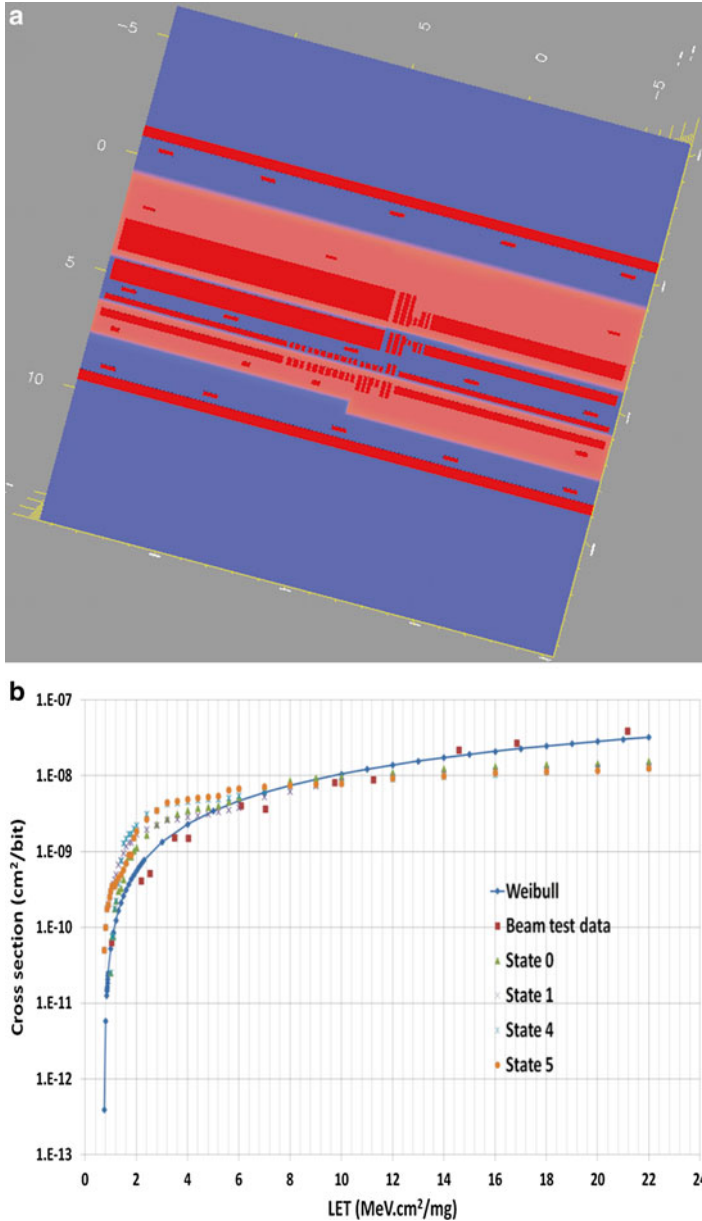 a
-5
5
0
-5
0
5
10
b
1.E-07
1.E-08
1.E-09
1.E-10
1.E-11
1.E-12
1.E-13
Cross section (cm²/bit)
Weibull
Beam test data
State 0
State 1
State 4
State 5
0 2 4 6 8 10 12 14 16 18 20 22 24
LET (MeV.cm²/mg)